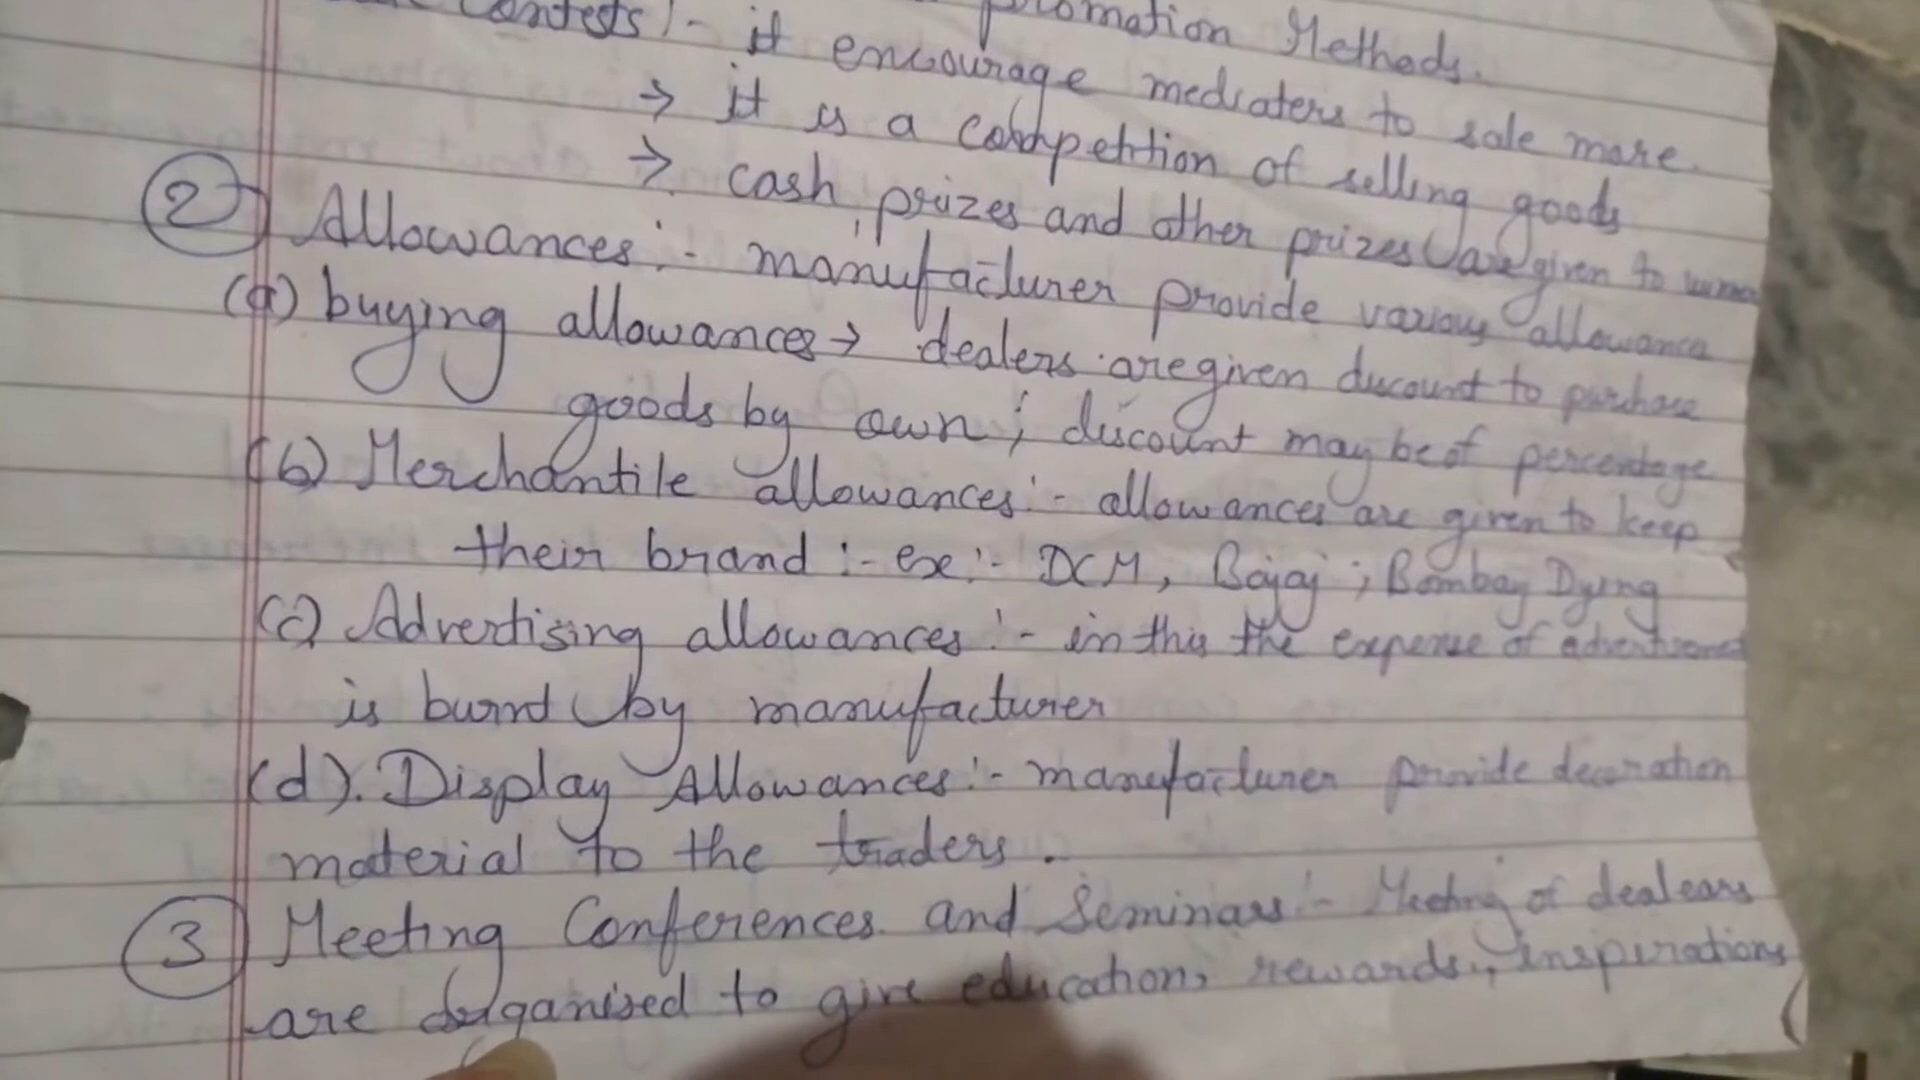 promotion Methods.
Contests :- it encourage mediaters to sale more.
→ it is a competition of selling goods
→ cash, prizes and other prizes are given to
② Allowances :- manufacturer provide various allowance
(a) buying allowances → dealers are given discount to purchase
goods by own ; discount may be of percentage
(b) Merchantile allowances :- allowances are given to keep
their brand :- ex :- DCM, Bajaj ; Bombay Dying
(c) Advertising allowances :- in this the expense of
is burnd by manufacturer
(d). Display Allowances :- manufacturer provide decoration
material to the traders .
③ Meeting Conferences and Seminars :- Meeting of dealears
are organised to give education, rewards, insperations